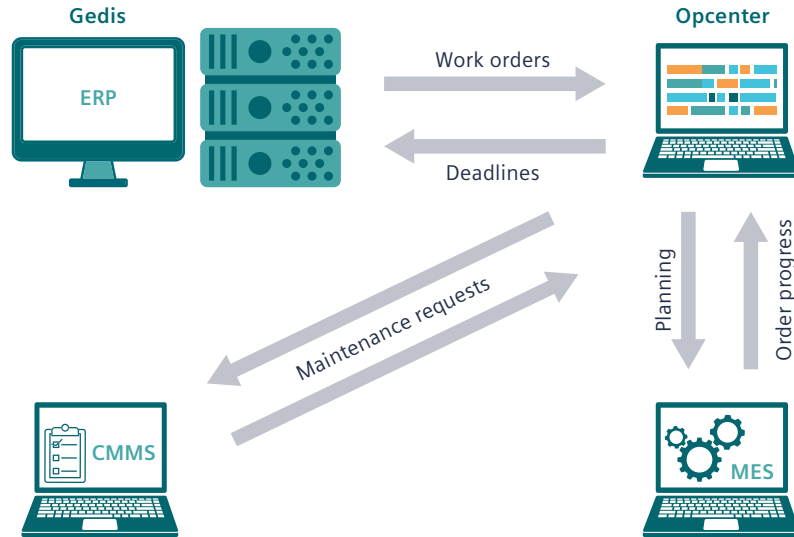 Gedis
Opcenter
ERP
Work orders
Deadlines
Maintenance requests
Planning
Order progress
CMMS
MES